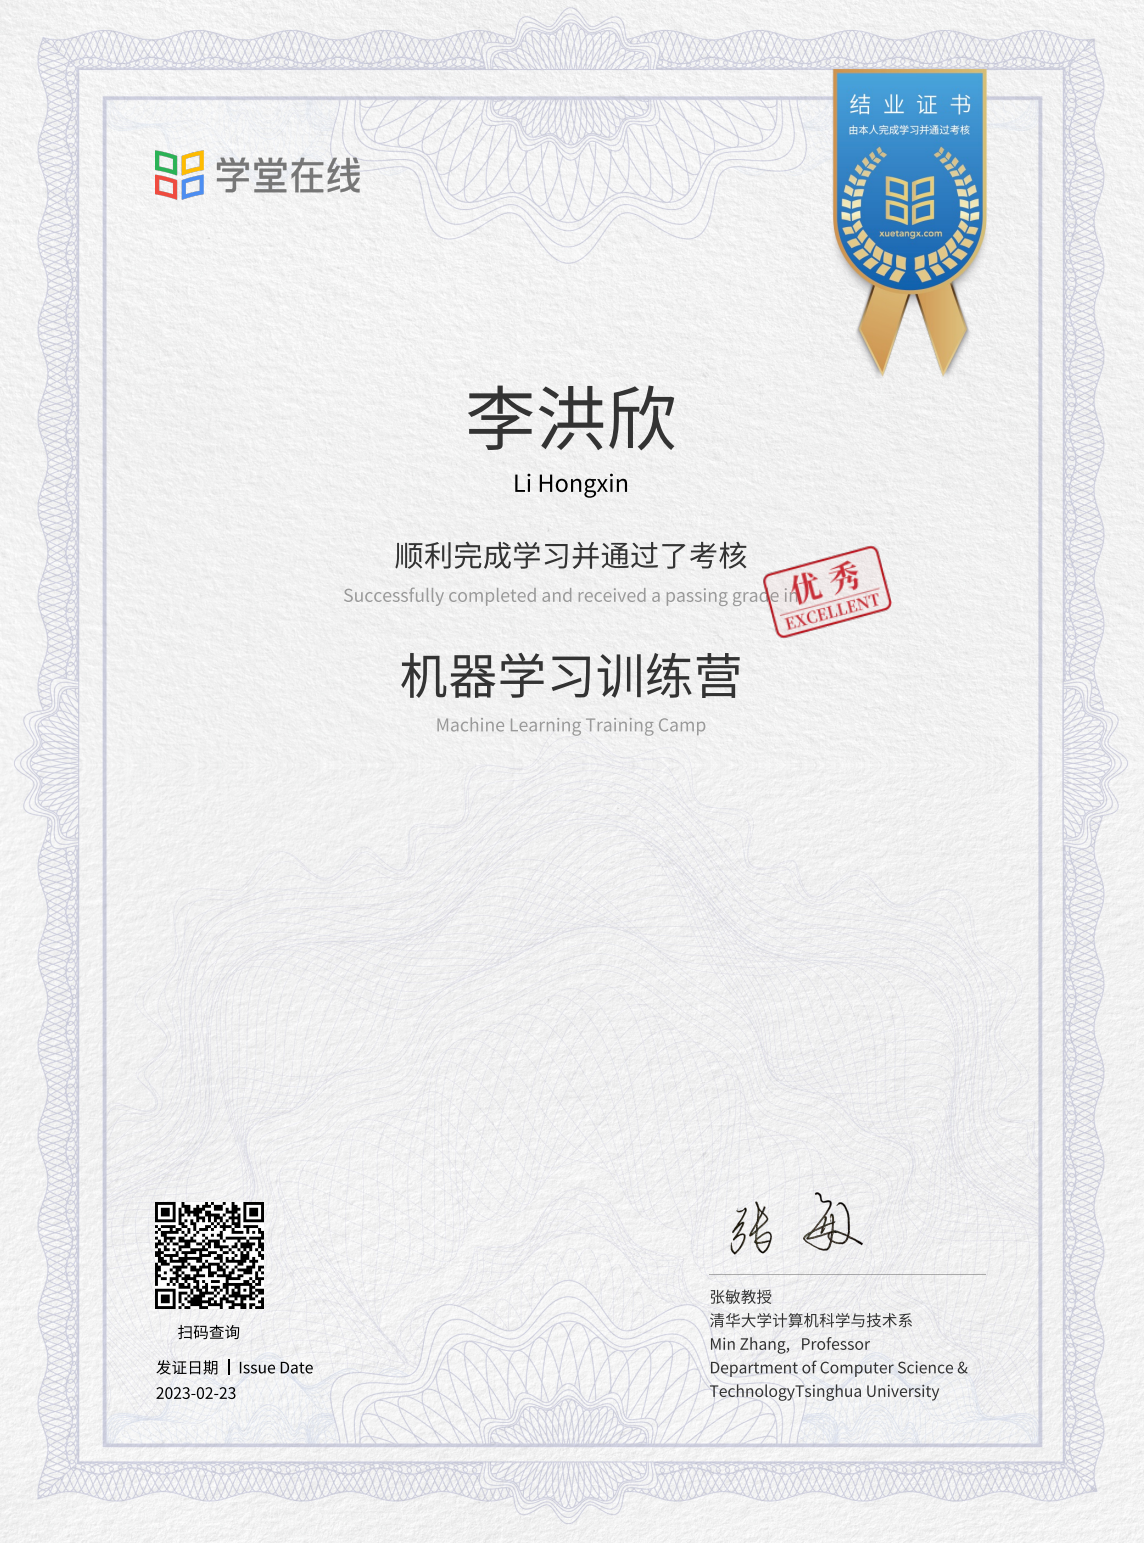 学堂在线
结业证书
由本人完成学习并通过考核
xuetangx.com
李洪欣
Li Hongxin
顺利完成学习并通过了考核
Successfully completed and received a passing grade in
优秀
EXCELLENT
机器学习训练营
Machine Learning Training Camp
扫码查询
发证日期 | Issue Date
2023-02-23
张敏
张敏教授
清华大学计算机科学与技术系
Min Zhang, Professor
Department of Computer Science &
TechnologyTsinghua University